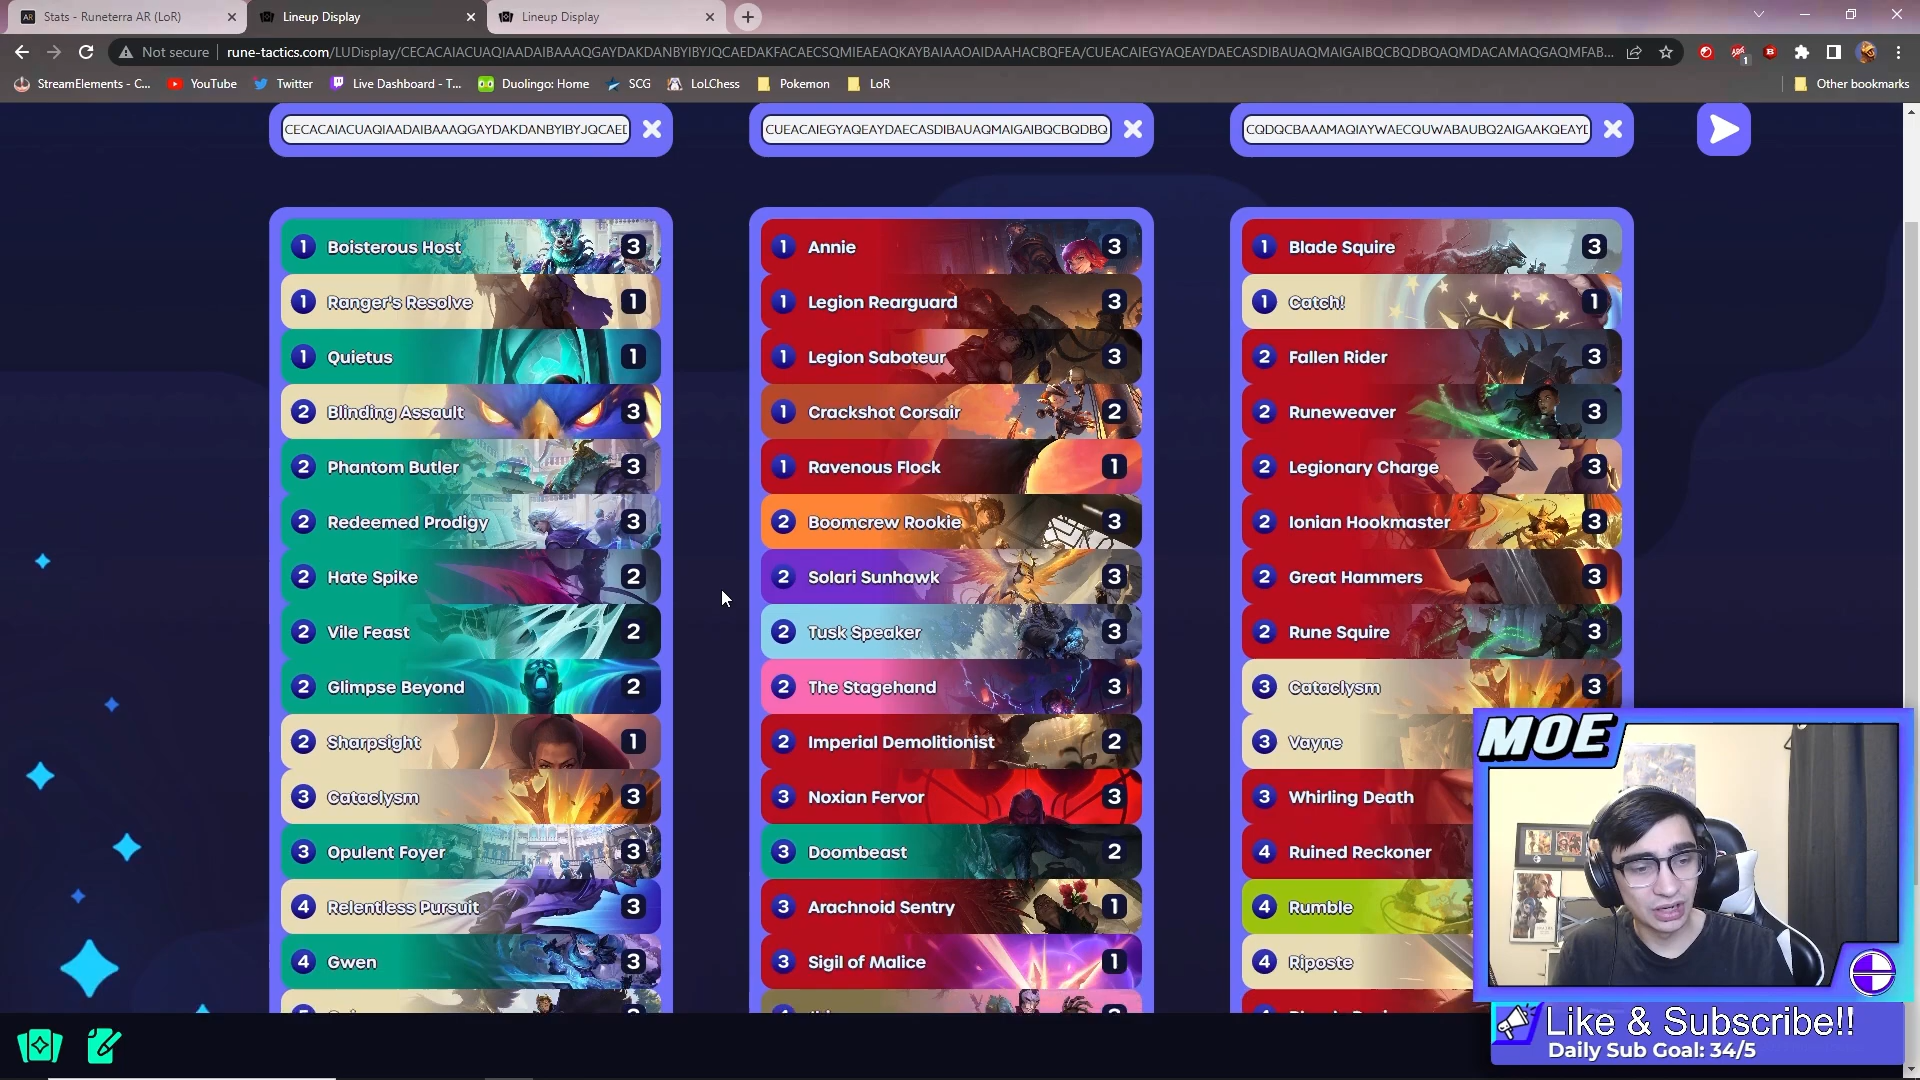 Stats - Runeterra AR (LoR)
Lineup Display
Lineup Display
Not secure
rune-tactics.com/LUDisplay/CECACAIACUAQIAADAIBAAAQGAYDAKDANBYIBYJQCAEDAKFACAECSQMIEAEAQKAYBAIAAOAIDAAHACBQFEA/CUEACAIEGYAQEAYDAECASDIBAUAQMAIGAIBQCBQDBQAQMDACAMAQGAQMFAB...
StreamElements - C...
YouTube
Twitter
Live Dashboard - T...
Duolingo: Home
SCG
LoLChess
Pokemon
LoR
Other bookmarks
CECACAIACUAQIAADAIBAAAQGAYDAKDANBYIBYJQCAED
CUEACAIEGYAQEAYDAECASDIBAUAQMAIGAIBQCBQDBQ
CQDQCBAAAMAQIAYWAECQUWABAUBQ2AIGAAKQEAYD
1 Boisterous Host 3
1 Ranger's Resolve 1
1 Quietus 1
2 Blinding Assault 3
2 Phantom Butler 3
2 Redeemed Prodigy 3
2 Hate Spike 2
2 Vile Feast 2
2 Glimpse Beyond 2
2 Sharpsight 1
3 Cataclysm 3
3 Opulent Foyer 3
4 Relentless Pursuit 3
4 Gwen 3
1 Annie 3
1 Legion Rearguard 3
1 Legion Saboteur 3
1 Crackshot Corsair 2
1 Ravenous Flock 1
2 Boomcrew Rookie 3
2 Solari Sunhawk 3
2 Tusk Speaker 3
2 The Stagehand 3
2 Imperial Demolitionist 2
3 Noxian Fervor 3
3 Doombeast 2
3 Arachnoid Sentry 1
3 Sigil of Malice 1
1 Blade Squire 3
1 Catch! 1
2 Fallen Rider 3
2 Runeweaver 3
2 Legionary Charge 3
2 Ionian Hookmaster 3
2 Great Hammers 3
2 Rune Squire 3
3 Cataclysm 3
3 Vayne
3 Whirling Death
4 Ruined Reckoner
4 Rumble
4 Riposte
MOE
Like & Subscribe!!
Daily Sub Goal: 34/5